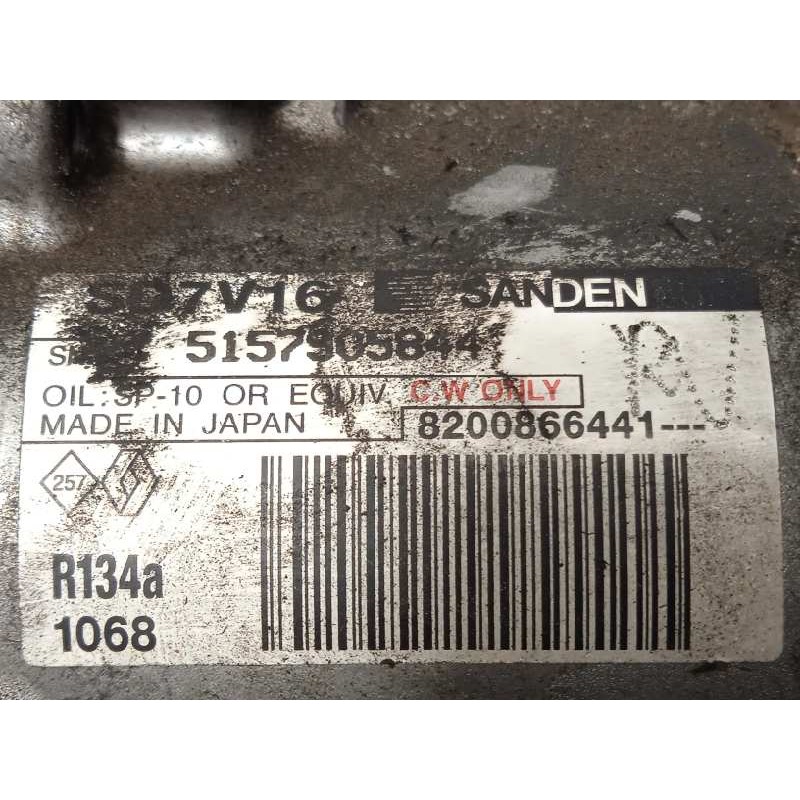 SD7V16 SANDEN
5157905844
OIL: SP-10 OR EQUIV. C.W ONLY
MADE IN JAPAN 8200866441---
257
R134a
1068